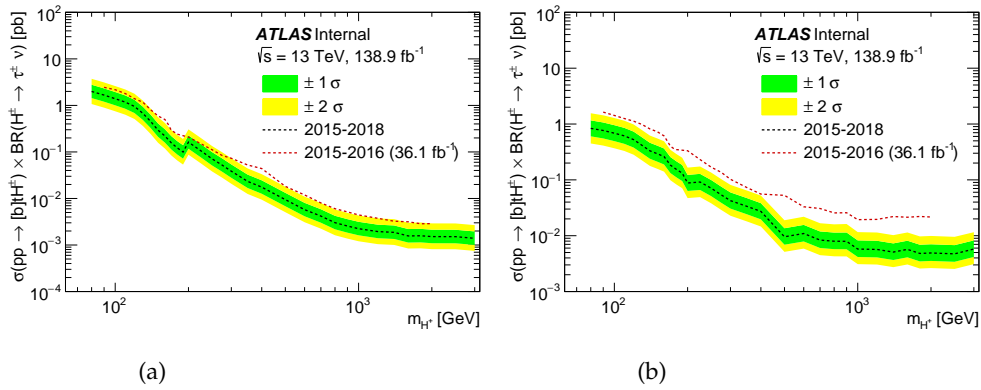 σ(pp → [b]tH±) × BR(H± → τ± ν) [pb]
10²
10
1
10⁻¹
10⁻²
10⁻³
10⁻⁴
ATLAS Internal
√s = 13 TeV, 138.9 fb⁻¹
± 1 σ
± 2 σ
2015-2018
2015-2016 (36.1 fb⁻¹)
10²
10³
m_H⁺ [GeV]
(a)
σ(pp → [b]tH±) × BR(H± → τ± ν) [pb]
10²
10
1
10⁻¹
10⁻²
10⁻³
ATLAS Internal
√s = 13 TeV, 138.9 fb⁻¹
± 1 σ
± 2 σ
2015-2018
2015-2016 (36.1 fb⁻¹)
10²
10³
m_H⁺ [GeV]
(b)